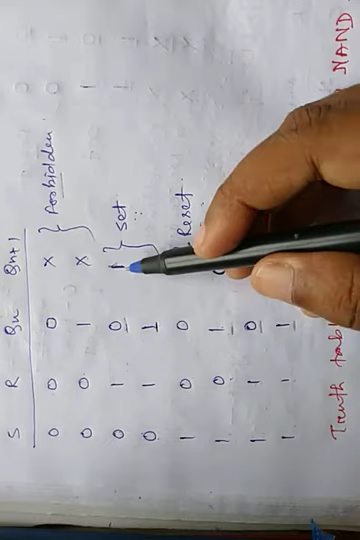 S R Qn Qn+1
0 0 0 X } Forbidden
0 0 1 X
0 1 0 1 } Set
0 1 1
1 0 0 Reset
1 0 1
1 1 0
1 1 1
Truth NAND